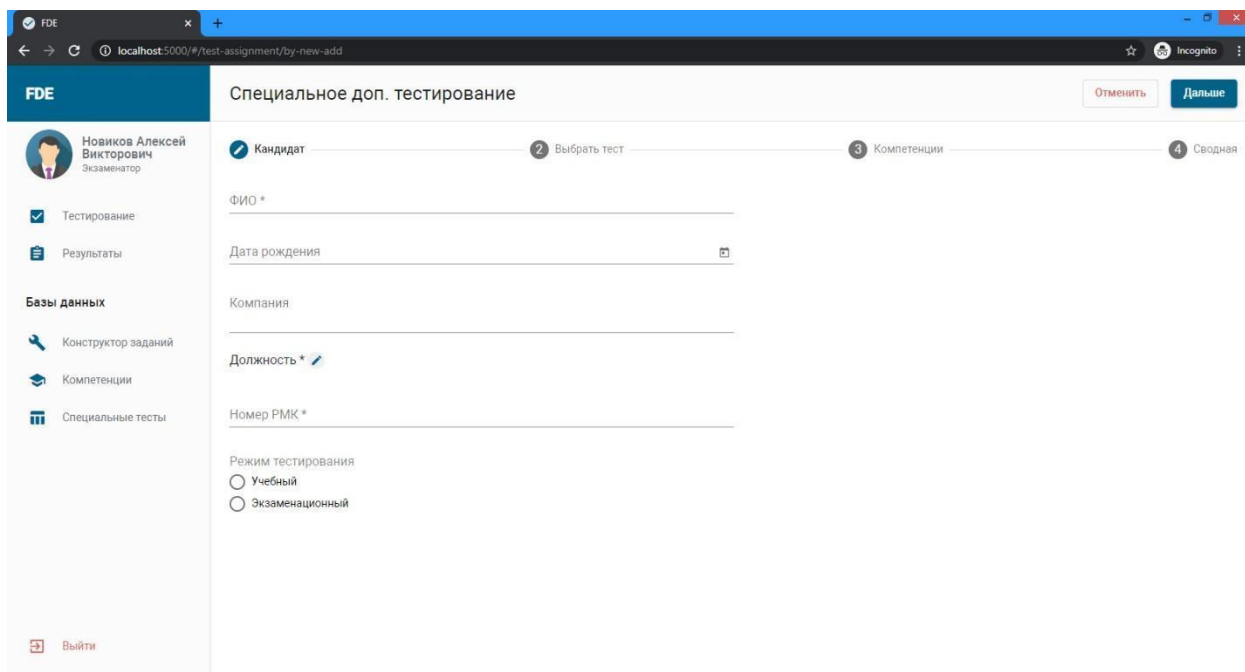 FDE
localhost:5000/#/test-assignment/by-new-add
Incognito
FDE
Специальное доп. тестирование
Отменить
Дальше
Новиков Алексей
Викторович
Экзаменатор
Кандидат
2 Выбрать тест
3 Компетенции
4 Сводная
Тестирование
Результаты
Базы данных
Конструктор заданий
Компетенции
Специальные тесты
Выйти
ФИО *
Дата рождения
Компания
Должность *
Номер РМК *
Режим тестирования
Учебный
Экзаменационный